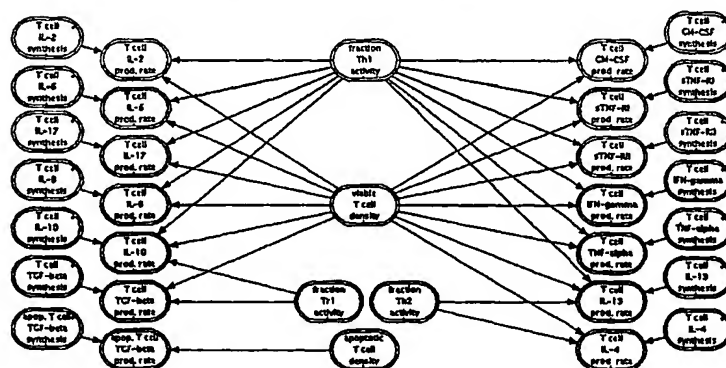 T cell
IL-2
synthesis
T cell
IL-2
prod. rate
fraction
Th1
activity
T cell
GM-CSF
prod. rate
T cell
GM-CSF
synthesis
T cell
IL-6
synthesis
T cell
IL-6
prod. rate
T cell
sTNF-RI
prod. rate
T cell
sTNF-RI
synthesis
T cell
IL-17
synthesis
T cell
IL-17
prod. rate
T cell
sTNF-RII
prod. rate
T cell
sTNF-RII
synthesis
T cell
IL-8
synthesis
T cell
IL-8
prod. rate
viable
T cell
density
T cell
IFN-gamma
prod. rate
T cell
IFN-gamma
synthesis
T cell
IL-10
synthesis
T cell
IL-10
prod. rate
T cell
TNF-alpha
prod. rate
T cell
TNF-alpha
synthesis
T cell
TGF-beta
synthesis
T cell
TGF-beta
prod. rate
fraction
Tr1
activity
fraction
Th2
activity
T cell
IL-13
prod. rate
T cell
IL-13
synthesis
apop. T cell
TGF-beta
synthesis
apop. T cell
TGF-beta
prod. rate
apoptotic
T cell
density
T cell
IL-4
prod. rate
T cell
IL-4
synthesis